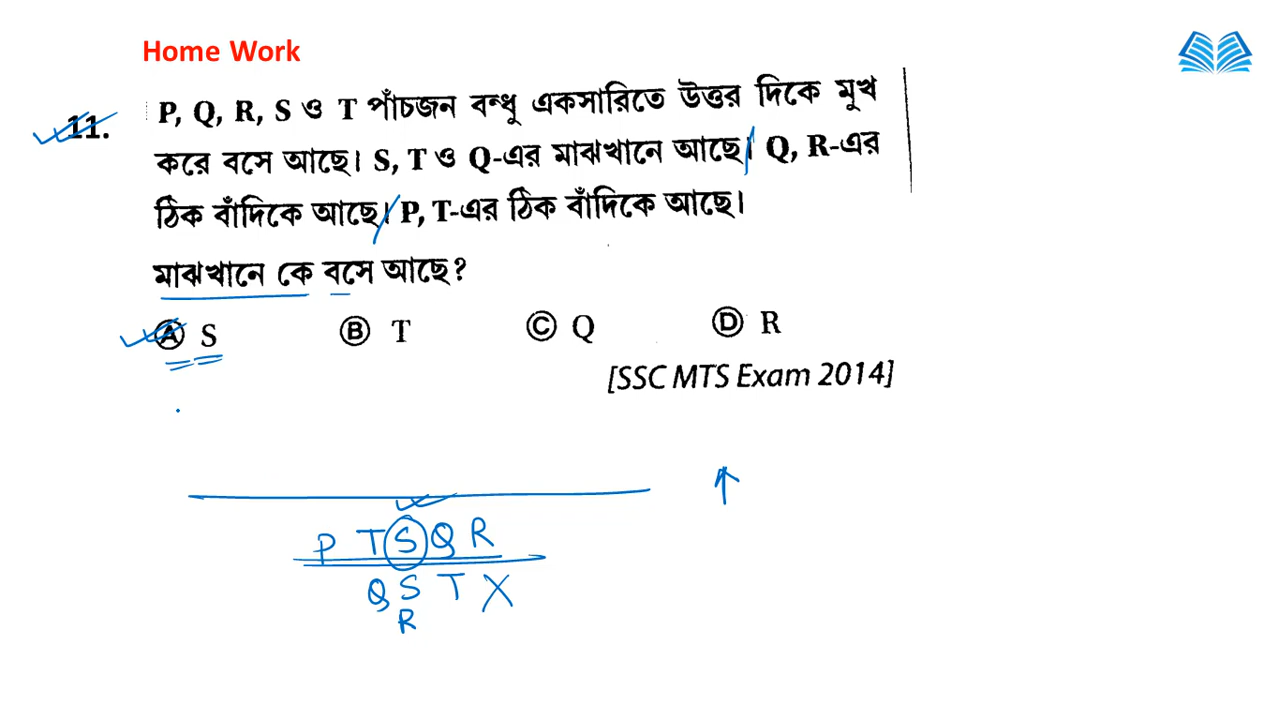 Home Work
11. P, Q, R, S ও T পাঁচজন বন্ধু একসারিতে উত্তর দিকে মুখ
করে বসে আছে। S, T ও Q-এর মাঝখানে আছে। Q, R-এর
ঠিক বাঁদিকে আছে। P, T-এর ঠিক বাঁদিকে আছে।
মাঝখানে কে বসে আছে?
Ⓐ S Ⓑ T Ⓒ Q Ⓓ R
[SSC MTS Exam 2014]
P T S Q R
Q S T X
R